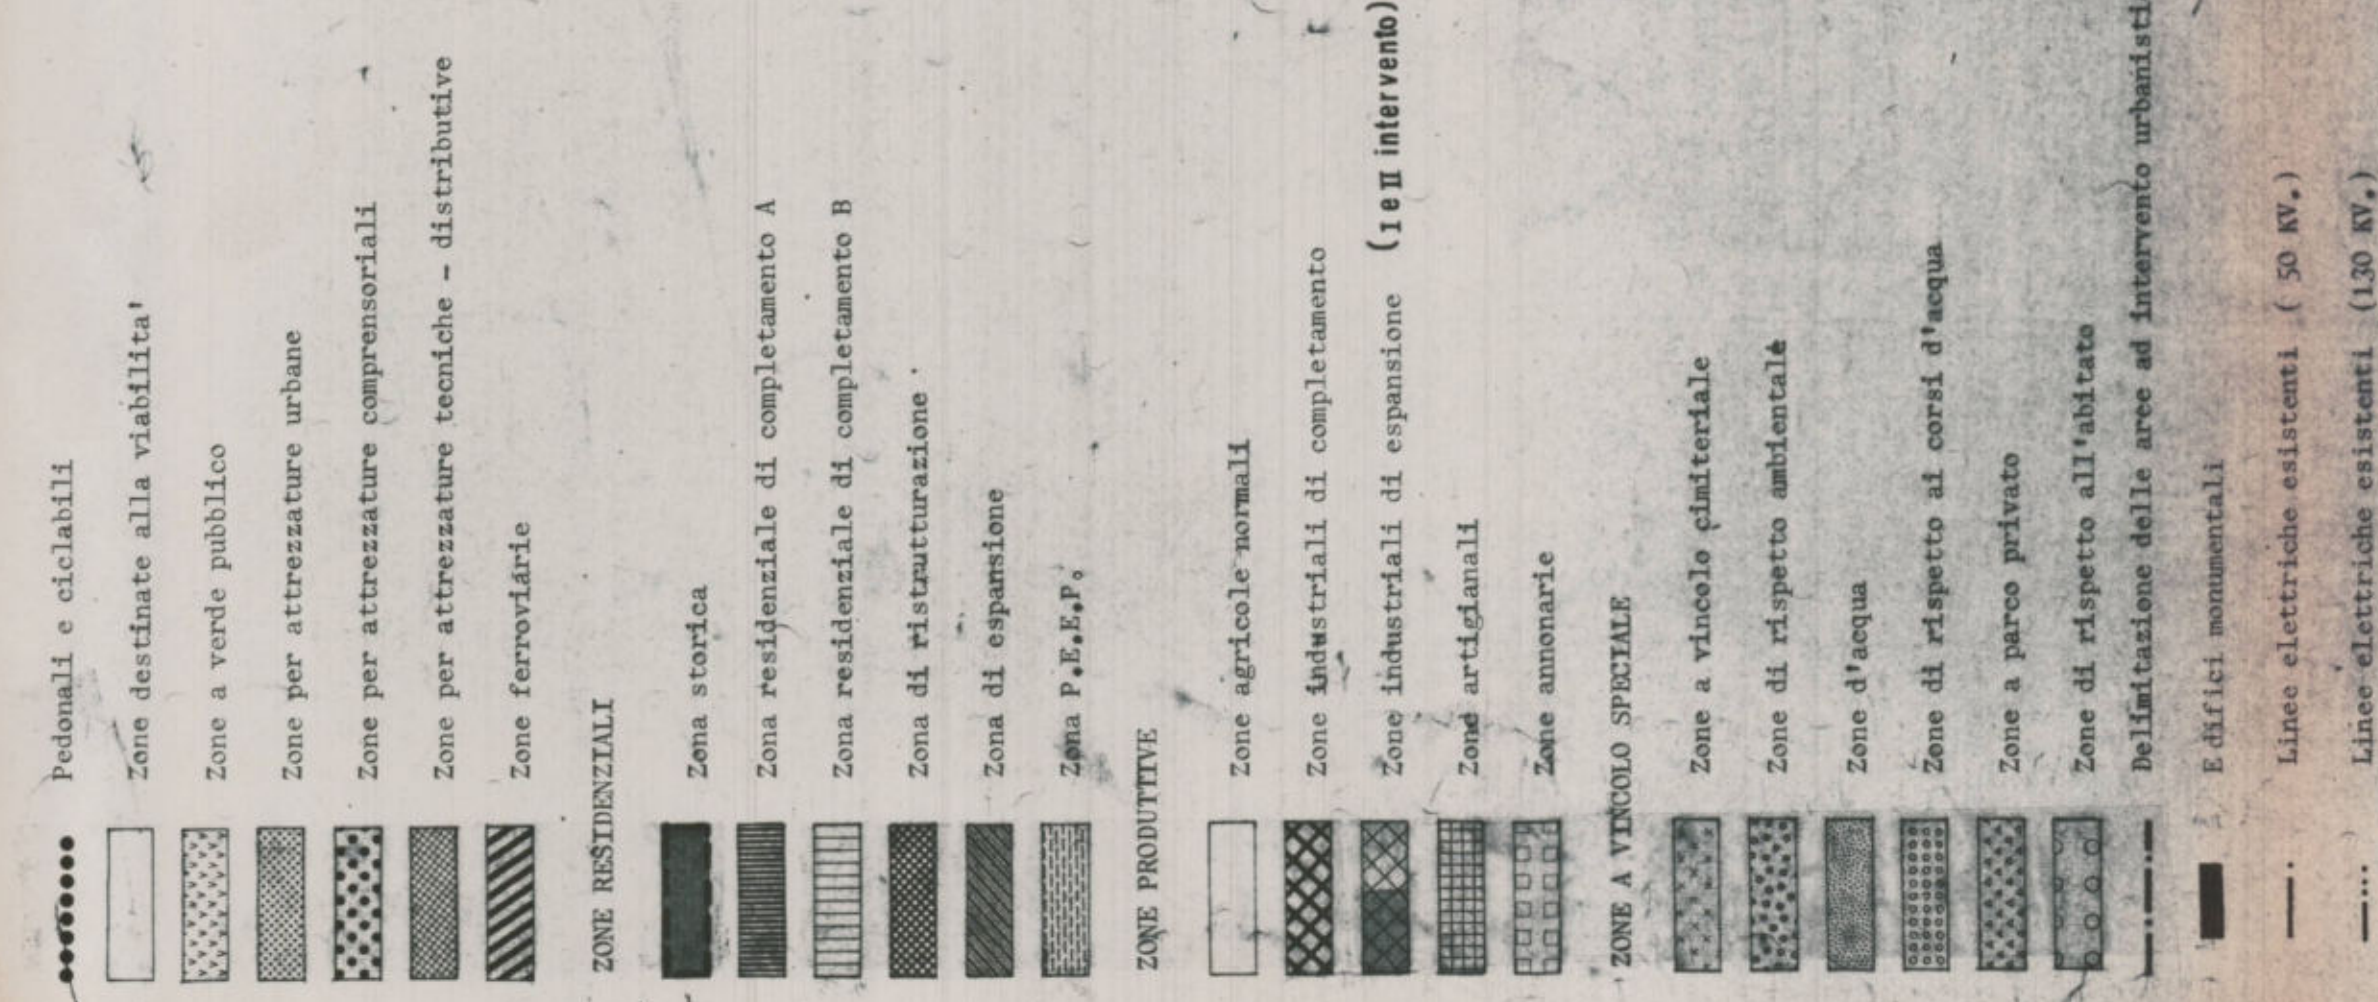 Pedonali e ciclabili
Zone destinate alla viabilita'
Zone a verde pubblico
Zone per attrezzature urbane
Zone per attrezzature comprensoriali
Zone per attrezzature tecniche - distributive
Zone ferroviárie
ZONE RESIDENZIALI
Zona storica
Zona residenziale di completamento A
Zona residenziale di completamento B
Zona di ristrutturazione
Zona di espansione
Zona P.E.E.P.
ZONE PRODUTTIVE
Zone agricole normali
Zone industriali di completamento
Zone industriali di espansione (I e II intervento)
Zone artigianali
Zone annonarie
ZONE A VINCOLO SPECIALE
Zone a vincolo cimiteriale
Zone di rispetto ambientale
Zone d'acqua
Zone di rispetto ai corsi d'acqua
Zone a parco privato
Zone di rispetto all'abitato
Delimitazione delle aree ad intervento urbanisti
Edifici monumentali
Linee elettriche esistenti ( 50 KV.)
Linee elettriche esistenti (130 KV.)